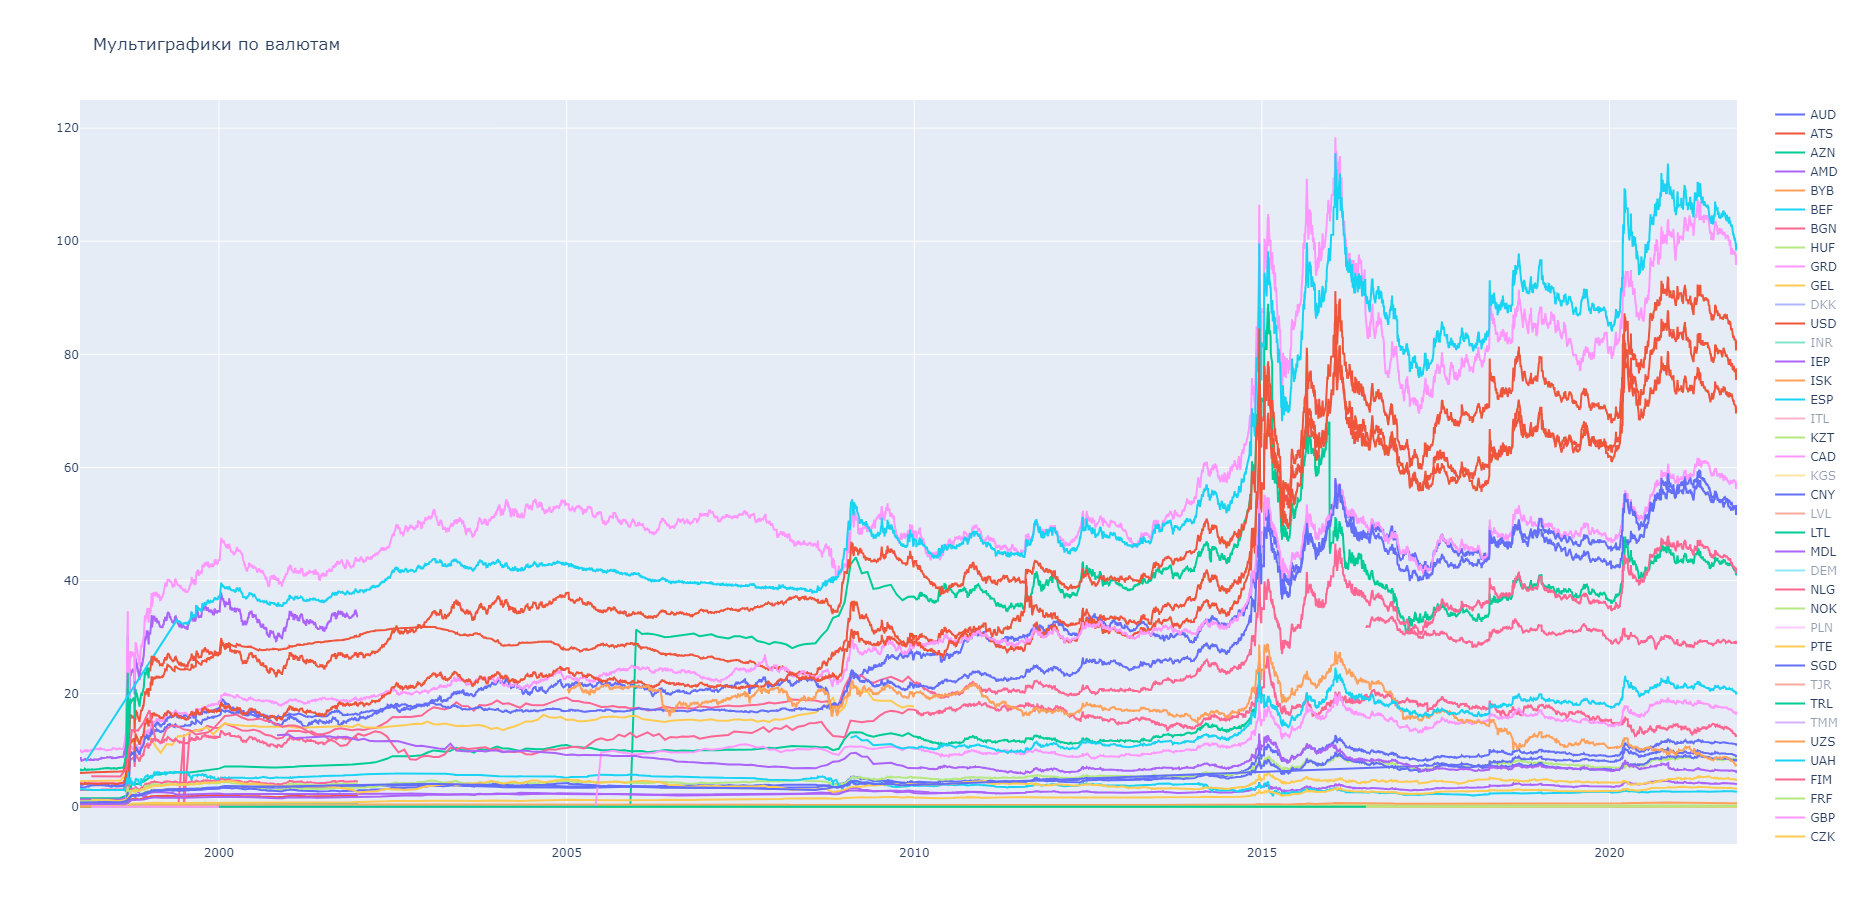 Мультиграфики по валютам
120
100
80
60
40
20
0
2000
2005
2010
2015
2020
AUD
ATS
AZN
AMD
BYB
BEF
BGN
HUF
GRD
GEL
DKK
USD
INR
IEP
ISK
ESP
ITL
KZT
CAD
KGS
CNY
LVL
LTL
MDL
DEM
NLG
NOK
PLN
PTE
SGD
TJR
TRL
TMM
UZS
UAH
FIM
FRF
GBP
CZK